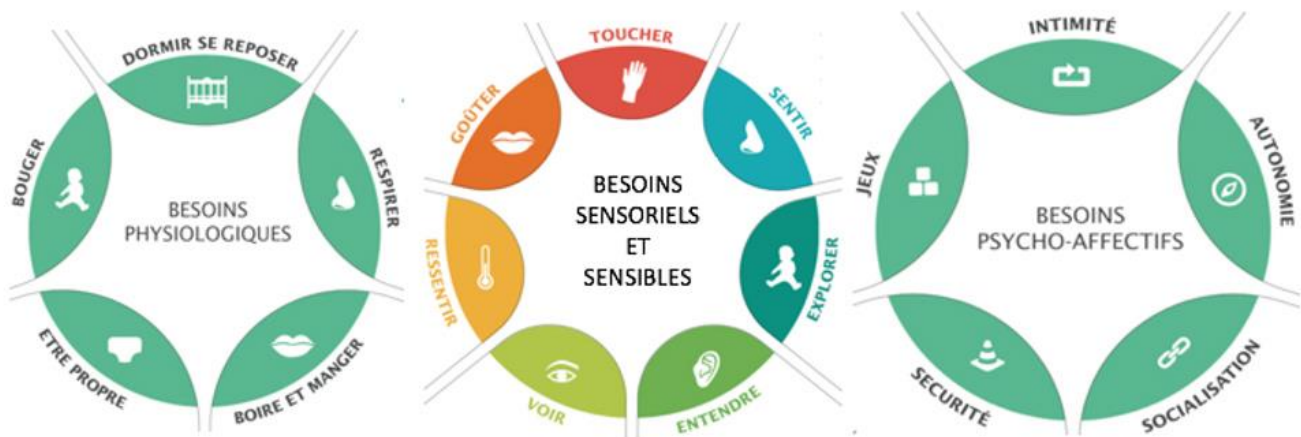 DORMIR SE REPOSER
RESPIRER
BOIRE ET MANGER
ETRE PROPRE
BOUGER
BESOINS
PHYSIOLOGIQUES
TOUCHER
SENTIR
EXPLORER
ENTENDRE
VOIR
RESSENTIR
GOÛTER
BESOINS
SENSORIELS
ET
SENSIBLES
INTIMITÉ
AUTONOMIE
SOCIALISATION
SECURITÉ
JEUX
BESOINS
PSYCHO-AFFECTIFS